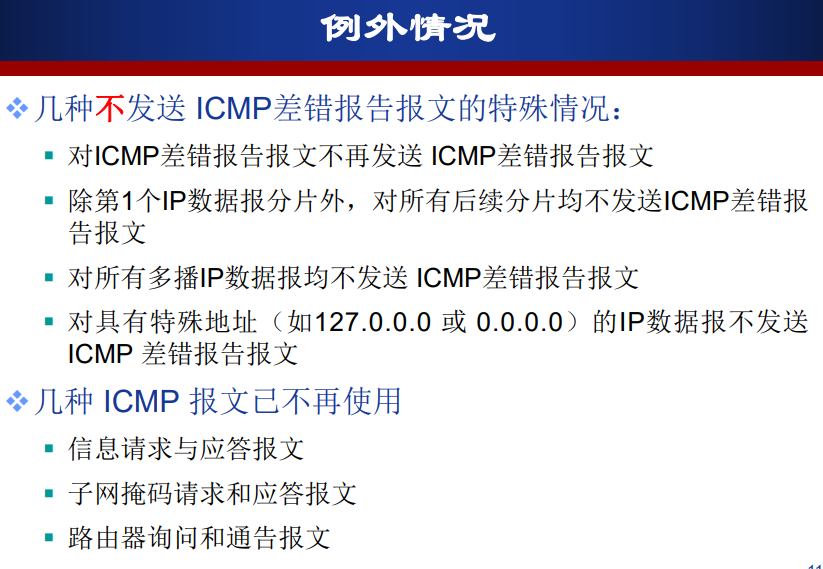 例外情况
几种不发送 ICMP差错报告报文的特殊情况：
对ICMP差错报告报文不再发送 ICMP差错报告报文
除第1个IP数据报分片外，对所有后续分片均不发送ICMP差错报
告报文
对所有多播IP数据报均不发送 ICMP差错报告报文
对具有特殊地址（如127.0.0.0 或 0.0.0.0）的IP数据报不发送
ICMP 差错报告报文
几种 ICMP 报文已不再使用
信息请求与应答报文
子网掩码请求和应答报文
路由器询问和通告报文
11